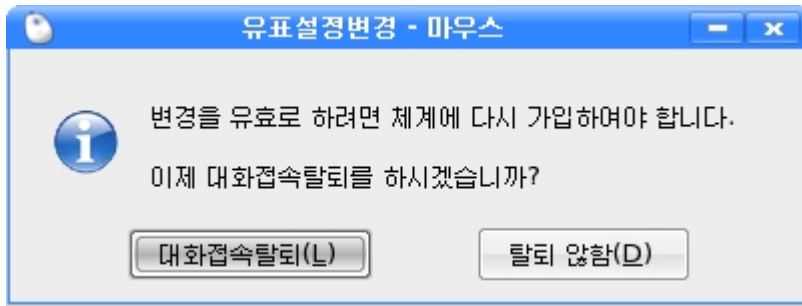 유표설정변경 - 마우스
변경을 유효로 하려면 체계에 다시 가입하여야 합니다.
이제 대화접속탈퇴를 하시겠습니까?
대화접속탈퇴(L)
탈퇴 않함(D)